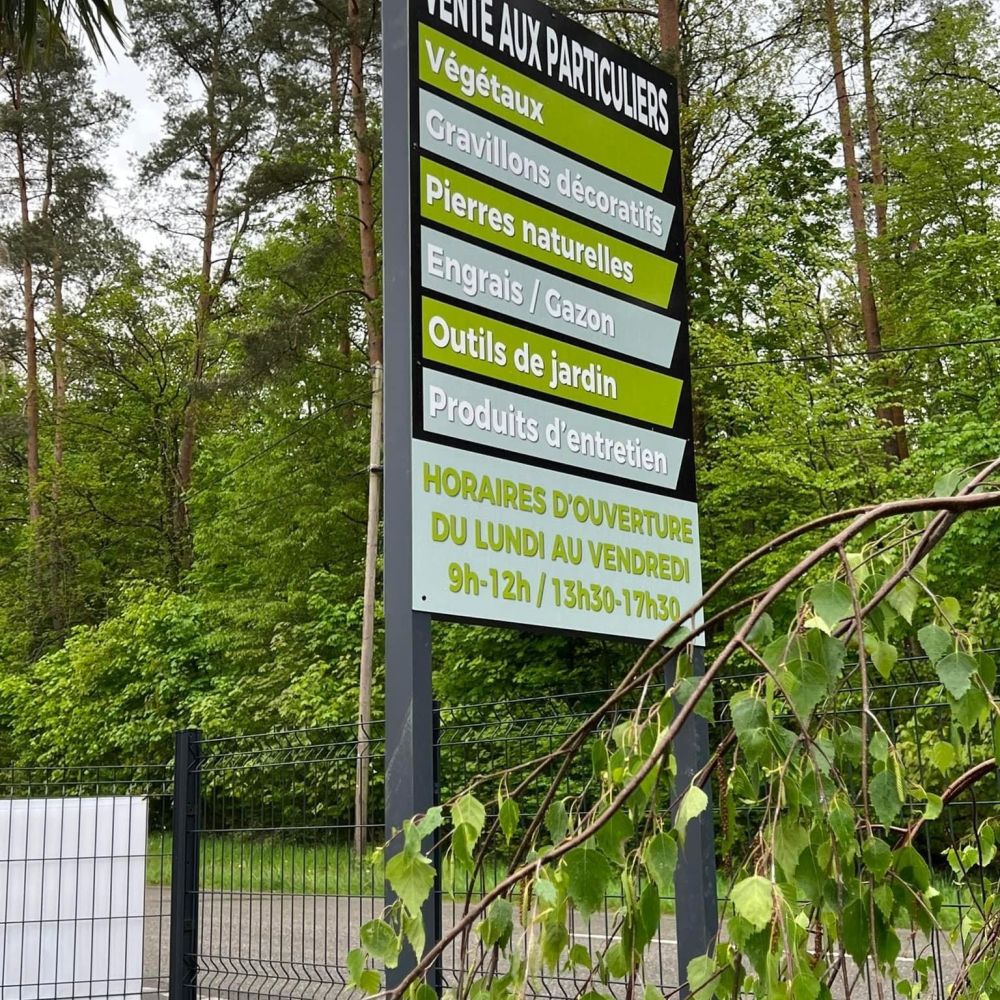 VENTE AUX PARTICULIERS
Végétaux
Gravillons décoratifs
Pierres naturelles
Engrais / Gazon
Outils de jardin
Produits d'entretien
HORAIRES D'OUVERTURE
DU LUNDI AU VENDREDI
9h-12h / 13h30-17h30